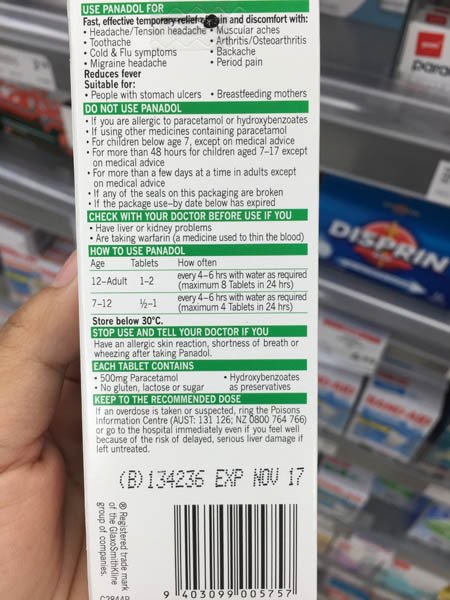 USE PANADOL FOR
Fast, effective temporary relief pain and discomfort with:
• Headache/Tension headache • Muscular aches
• Toothache • Arthritis/Osteoarthritis
• Cold & Flu symptoms • Backache
• Migraine headache • Period pain
Reduces fever
Suitable for:
• People with stomach ulcers • Breastfeeding mothers
DO NOT USE PANADOL
• If you are allergic to paracetamol or hydroxybenzoates
• If using other medicines containing paracetamol
• For children below age 7, except on medical advice
• For more than 48 hours for children aged 7–17 except
on medical advice
• For more than a few days at a time in adults except
on medical advice
• If any of the seals on this packaging are broken
• If the package use–by date below has expired
CHECK WITH YOUR DOCTOR BEFORE USE IF YOU
• Have liver or kidney problems
• Are taking warfarin (a medicine used to thin the blood)
HOW TO USE PANADOL
Age Tablets How often
12–Adult 1–2 every 4–6 hrs with water as required
(maximum 8 Tablets in 24 hrs)
7–12 ½–1 every 4–6 hrs with water as required
(maximum 4 Tablets in 24 hrs)
Store below 30°C.
STOP USE AND TELL YOUR DOCTOR IF YOU
Have an allergic skin reaction, shortness of breath or
wheezing after taking Panadol.
EACH TABLET CONTAINS
• 500mg Paracetamol • Hydroxybenzoates
• No gluten, lactose or sugar as preservatives
KEEP TO THE RECOMMENDED DOSE
If an overdose is taken or suspected, ring the Poisons
Information Centre (AUST: 131 126; NZ 0800 764 766)
or go to the hospital immediately even if you feel well
because of the risk of delayed, serious liver damage if
left untreated.
(B)134236 EXP NOV 17
® Registered trade mark
of the GlaxoSmithKline
group of companies.
9 403099 005757
DISPRIN
BAND-AID